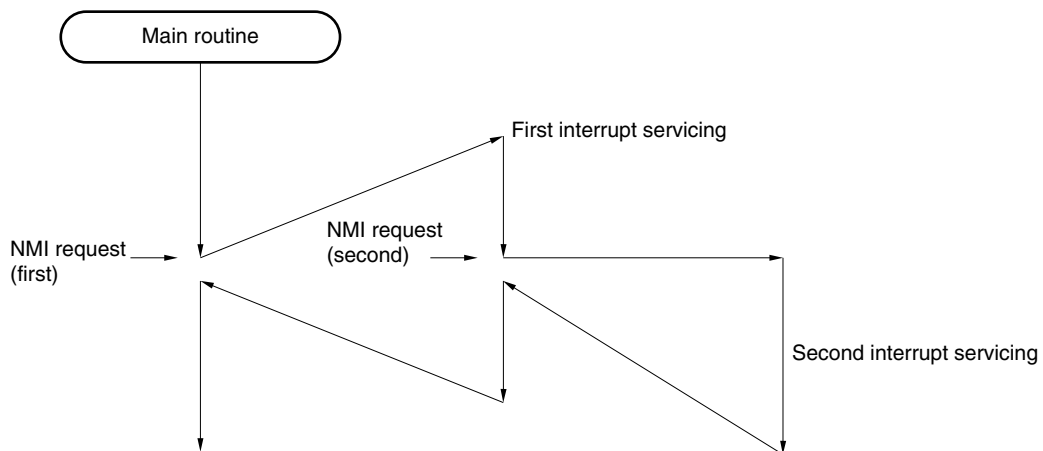 Main routine
First interrupt servicing
NMI request
(first)
NMI request
(second)
Second interrupt servicing